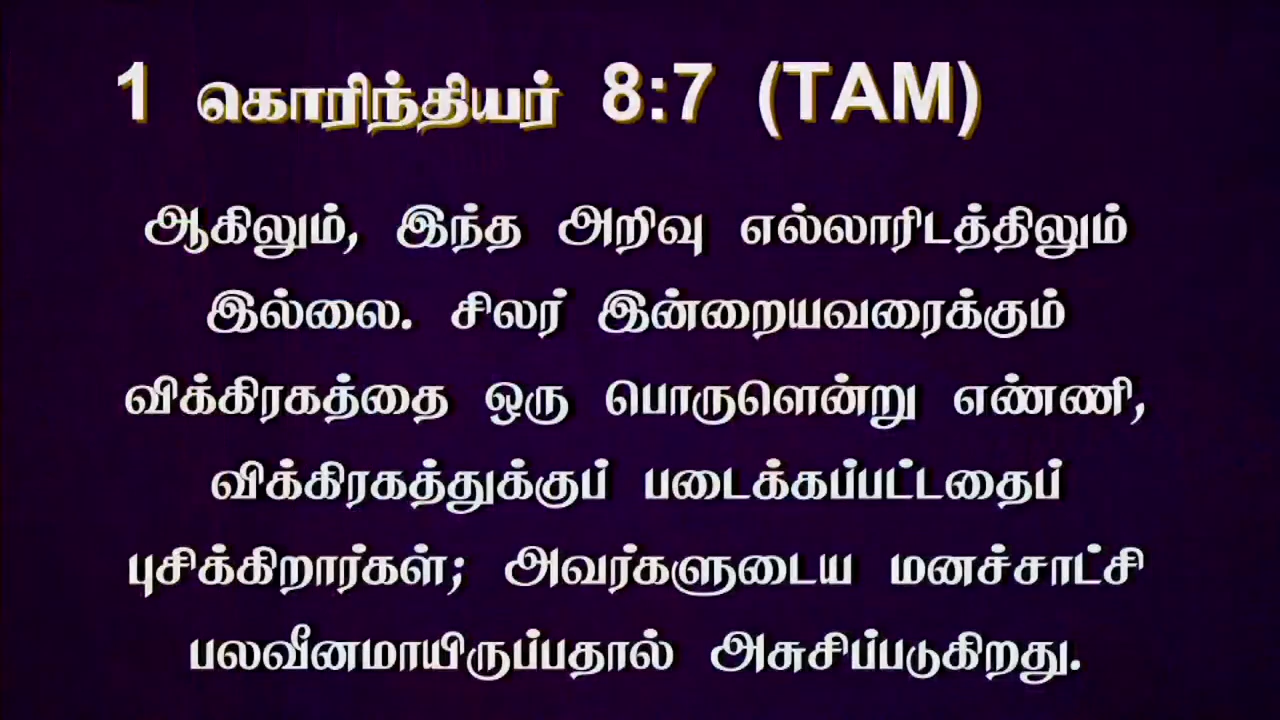 1 கொரிந்தியர் 8:7 (TAM)
ஆகிலும், இந்த அறிவு எல்லாரிடத்திலும்
இல்லை. சிலர் இன்றையவரைக்கும்
விக்கிரகத்தை ஒரு பொருளென்று எண்ணி,
விக்கிரகத்துக்குப் படைக்கப்பட்டதைப்
புசிக்கிறார்கள்; அவர்களுடைய மனச்சாட்சி
பலவீனமாயிருப்பதால் அசுசிப்படுகிறது.